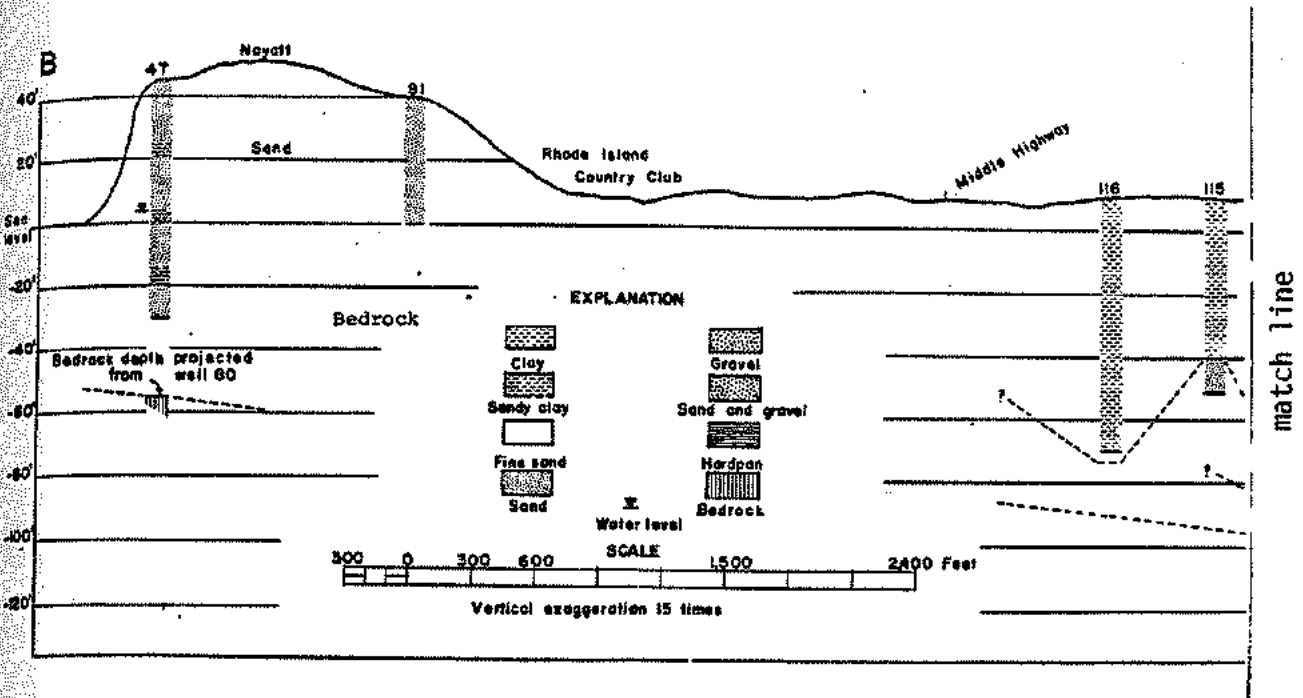 B
Nayatt
47
91
40'
20'
Sand
Sea level
-20'
-40'
-60'
-80'
-100'
-120'
Rhode Island
Country Club
Middle Highway
116
115
match line
Bedrock
Bedrock depth projected
from well 60
EXPLANATION
Clay
Sandy clay
Fine sand
Sand
Gravel
Sand and gravel
Hardpan
Bedrock
Water level
?
?
SCALE
300 0 300 600 1,500 2,400 Feet
Vertical exaggeration 15 times